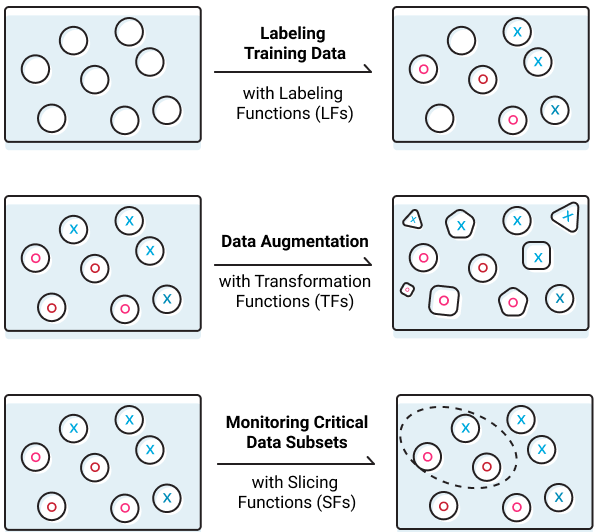 Labeling
Training Data
with Labeling
Functions (LFs)
X
X
O
O
X
O
Data Augmentation
with Transformation
Functions (TFs)
X
X
X
O
O
X
O
O
X
X
X
X
O
O
X
O
O
O
X
Monitoring Critical
Data Subsets
with Slicing
Functions (SFs)
X
X
X
O
O
X
O
O
X
X
X
O
O
X
O
O